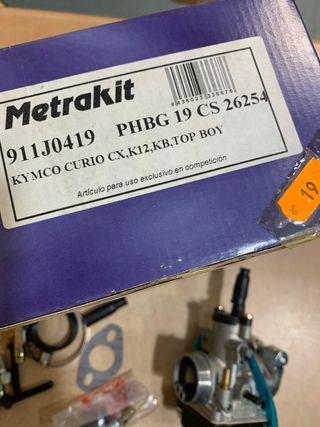 Metrakit
8436023336676
911J0419 PHBG 19 CS 26254
KYMCO CURIO CX,K12,KB,TOP BOY
Artículo para uso exclusivo en competición
19